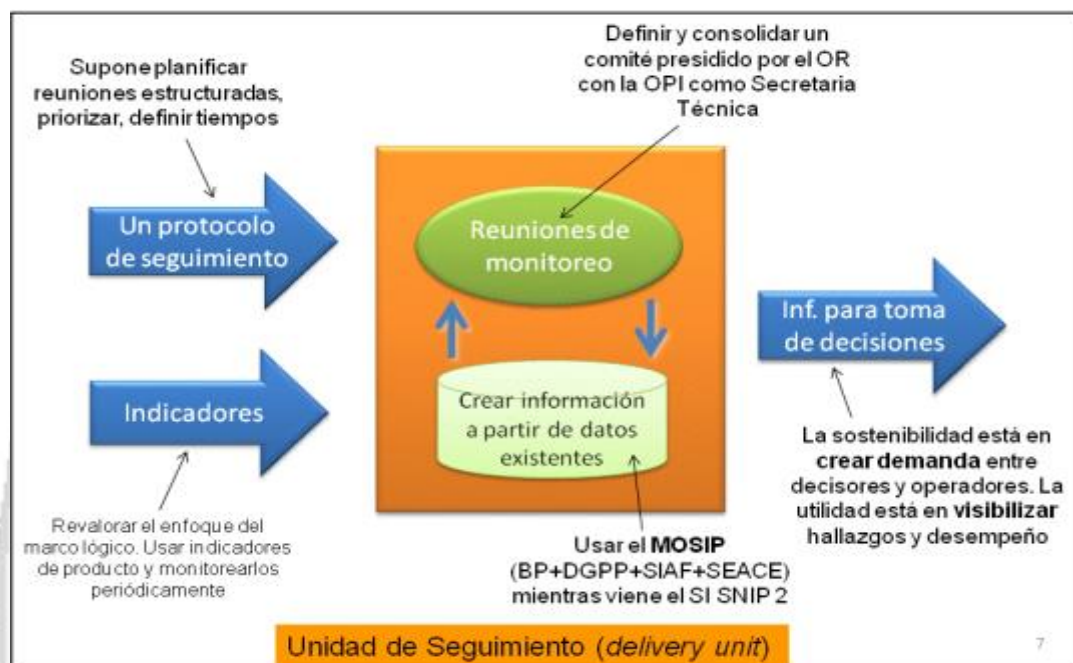 Supone planificar
reuniones estructuradas,
priorizar, definir tiempos
Definir y consolidar un
comité presidido por el OR
con la OPI como Secretaria
Técnica
Un protocolo
de seguimiento
Reuniones de
monitoreo
Inf. para toma
de decisiones
Indicadores
Crear información
a partir de datos
existentes
Revalorar el enfoque del
marco lógico. Usar indicadores
de producto y monitorearlos
periódicamente
Usar el MOSIP
(BP+DGPP+SIAF+SEACE)
mientras viene el SI SNIP 2
La sostenibilidad está en
crear demanda entre
decisores y operadores. La
utilidad está en visibilizar
hallazgos y desempeño
Unidad de Seguimiento (delivery unit)
7